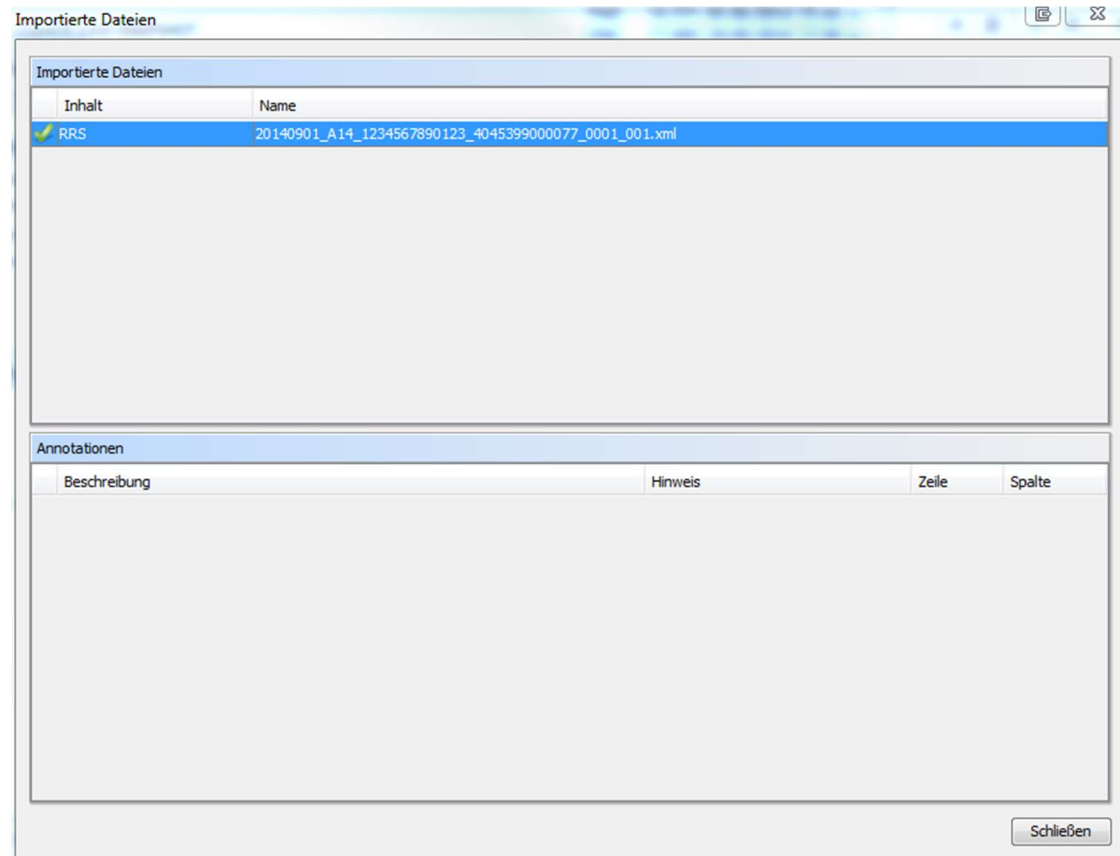 Importierte Dateien
Importierte Dateien
Inhalt Name
RRS 20140901_A14_1234567890123_4045399000077_0001_001.xml
Annotationen
Beschreibung Hinweis Zeile Spalte
Schließen